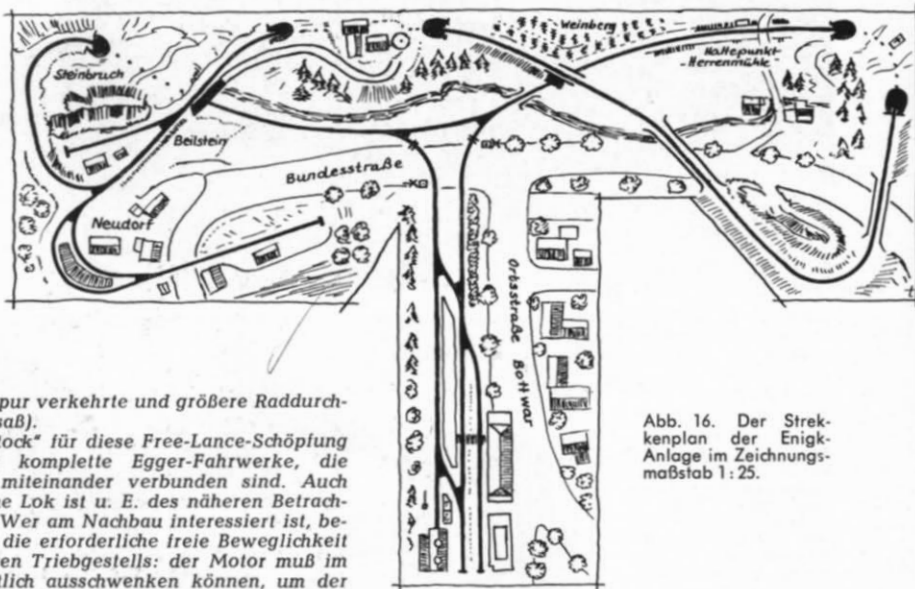 Weinberg
Haltepunkt-
Herrenmühle
Steinbruch
Beilstein
Bundesstraße
Neudorf
Ortsstraße Bottwar
pur verkehrte und größere Raddurch-
saß).
lock“ für diese Free-Lance-Schöpfung
komplette Egger-Fahrwerke, die
miteinander verbunden sind. Auch
e Lok ist u. E. des näheren Betrach-
Wer am Nachbau interessiert ist, be-
die erforderliche freie Beweglichkeit
en Triebgestells: der Motor muß im
tlich ausschwenken können, um der
Abb. 16. Der Strek-
kenplan der Enigk-
Anlage im Zeichnungs-
maßstab 1:25.